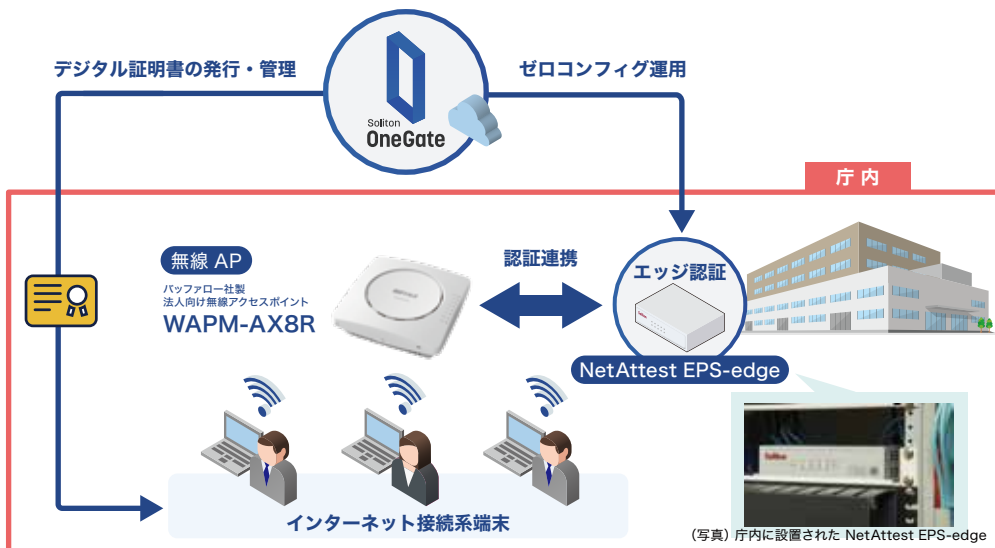 デジタル証明書の発行・管理
ゼロコンフィグ運用
Soliton
OneGate
庁内
無線 AP
バッファロー社製
法人向け無線アクセスポイント
WAPM-AX8R
認証連携
エッジ認証
Soliton
NetAttest EPS-edge
インターネット接続系端末
Soliton
(写真) 庁内に設置された NetAttest EPS-edge